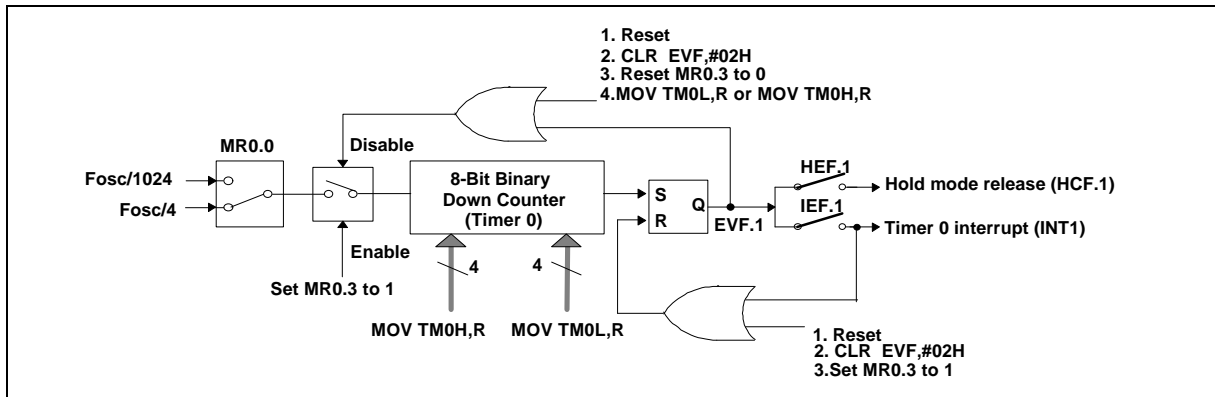 1. Reset
2. CLR EVF,#02H
3. Reset MR0.3 to 0
4.MOV TM0L,R or MOV TM0H,R
MR0.0
Disable
Fosc/1024
Fosc/4
8-Bit Binary
Down Counter
(Timer 0)
S
Q
R
EVF.1
HEF.1
Hold mode release (HCF.1)
IEF.1
Timer 0 interrupt (INT1)
Enable
Set MR0.3 to 1
4
4
MOV TM0H,R
MOV TM0L,R
1. Reset
2. CLR EVF,#02H
3.Set MR0.3 to 1